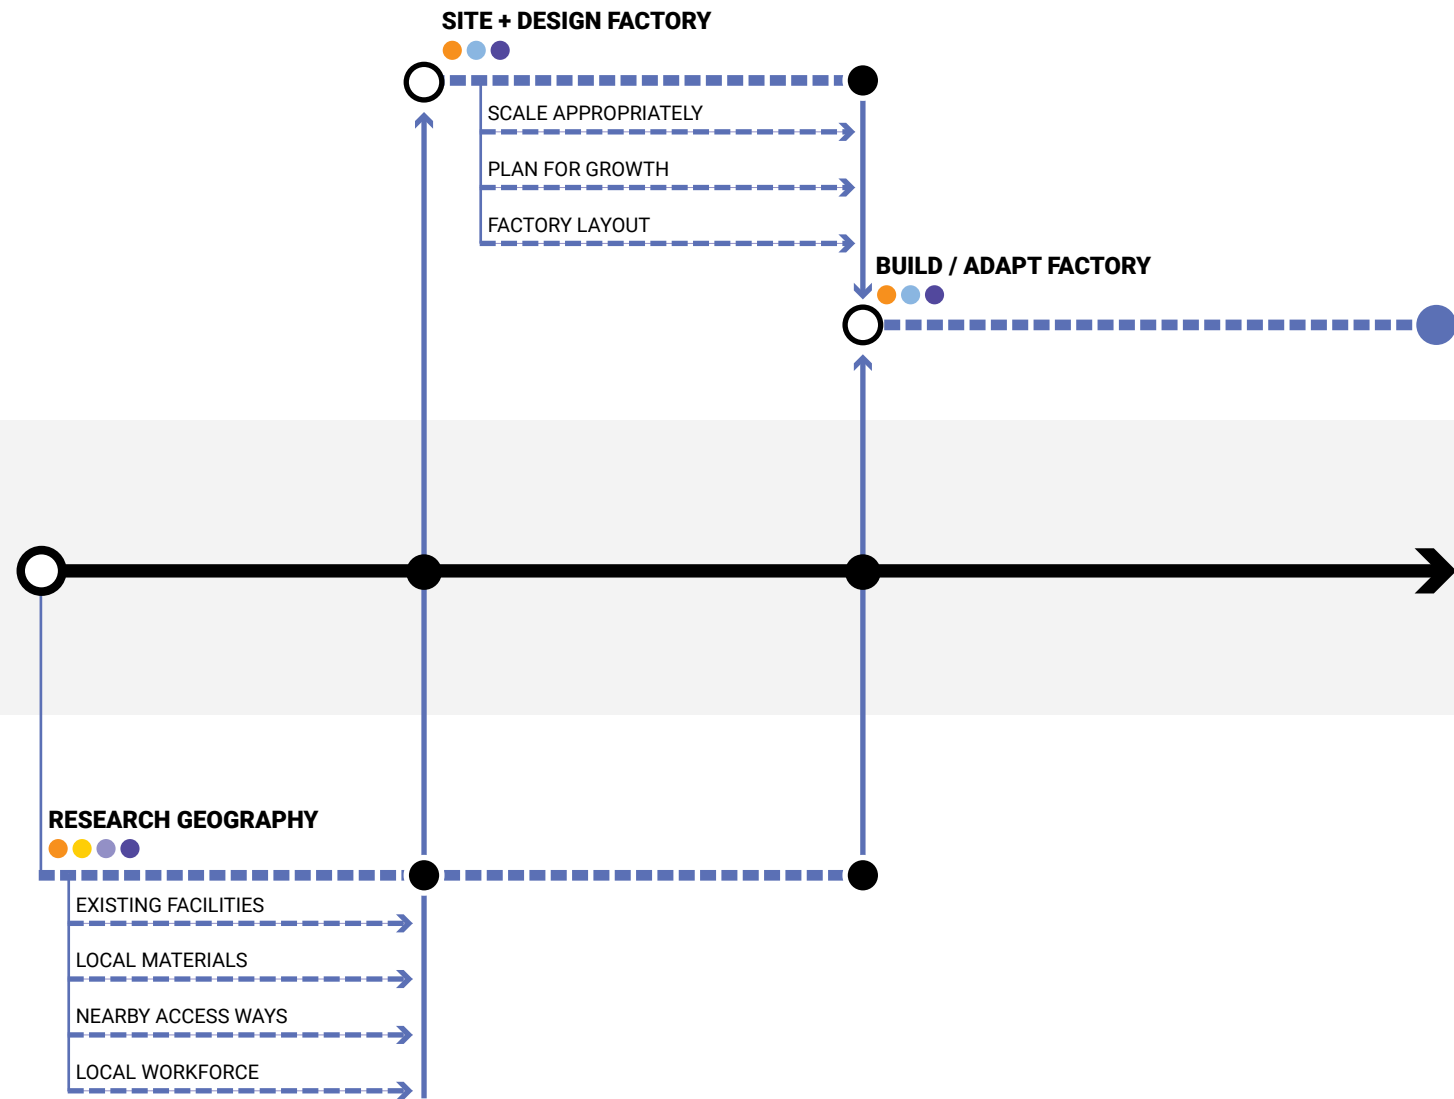 SITE + DESIGN FACTORY
SCALE APPROPRIATELY
PLAN FOR GROWTH
FACTORY LAYOUT
BUILD / ADAPT FACTORY
RESEARCH GEOGRAPHY
EXISTING FACILITIES
LOCAL MATERIALS
NEARBY ACCESS WAYS
LOCAL WORKFORCE